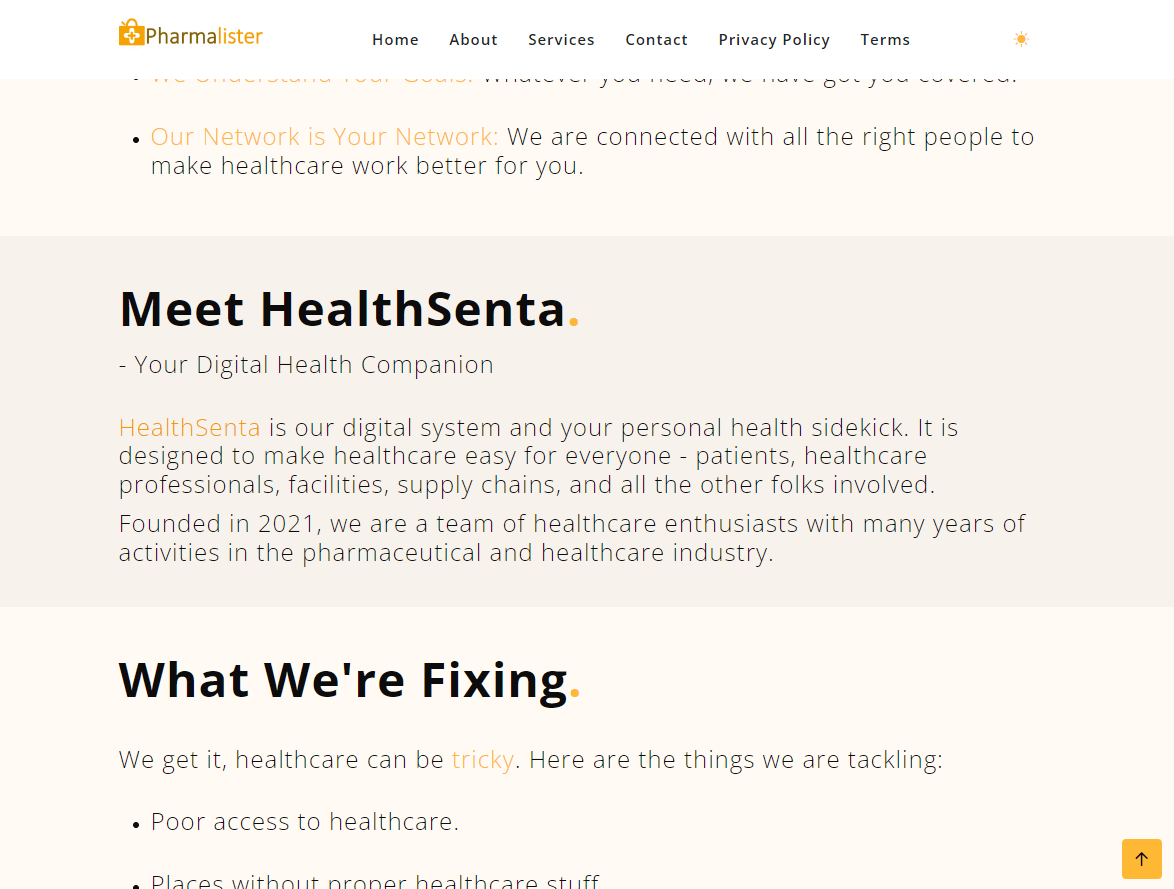 Pharmalister
Home About Services Contact Privacy Policy Terms
We Understand Your Goals: Whatever you need, we have got you covered.
Our Network is Your Network: We are connected with all the right people to
make healthcare work better for you.
Meet HealthSenta.
- Your Digital Health Companion
HealthSenta is our digital system and your personal health sidekick. It is
designed to make healthcare easy for everyone - patients, healthcare
professionals, facilities, supply chains, and all the other folks involved.
Founded in 2021, we are a team of healthcare enthusiasts with many years of
activities in the pharmaceutical and healthcare industry.
What We're Fixing.
We get it, healthcare can be tricky. Here are the things we are tackling:
Poor access to healthcare.
Places without proper healthcare stuff.